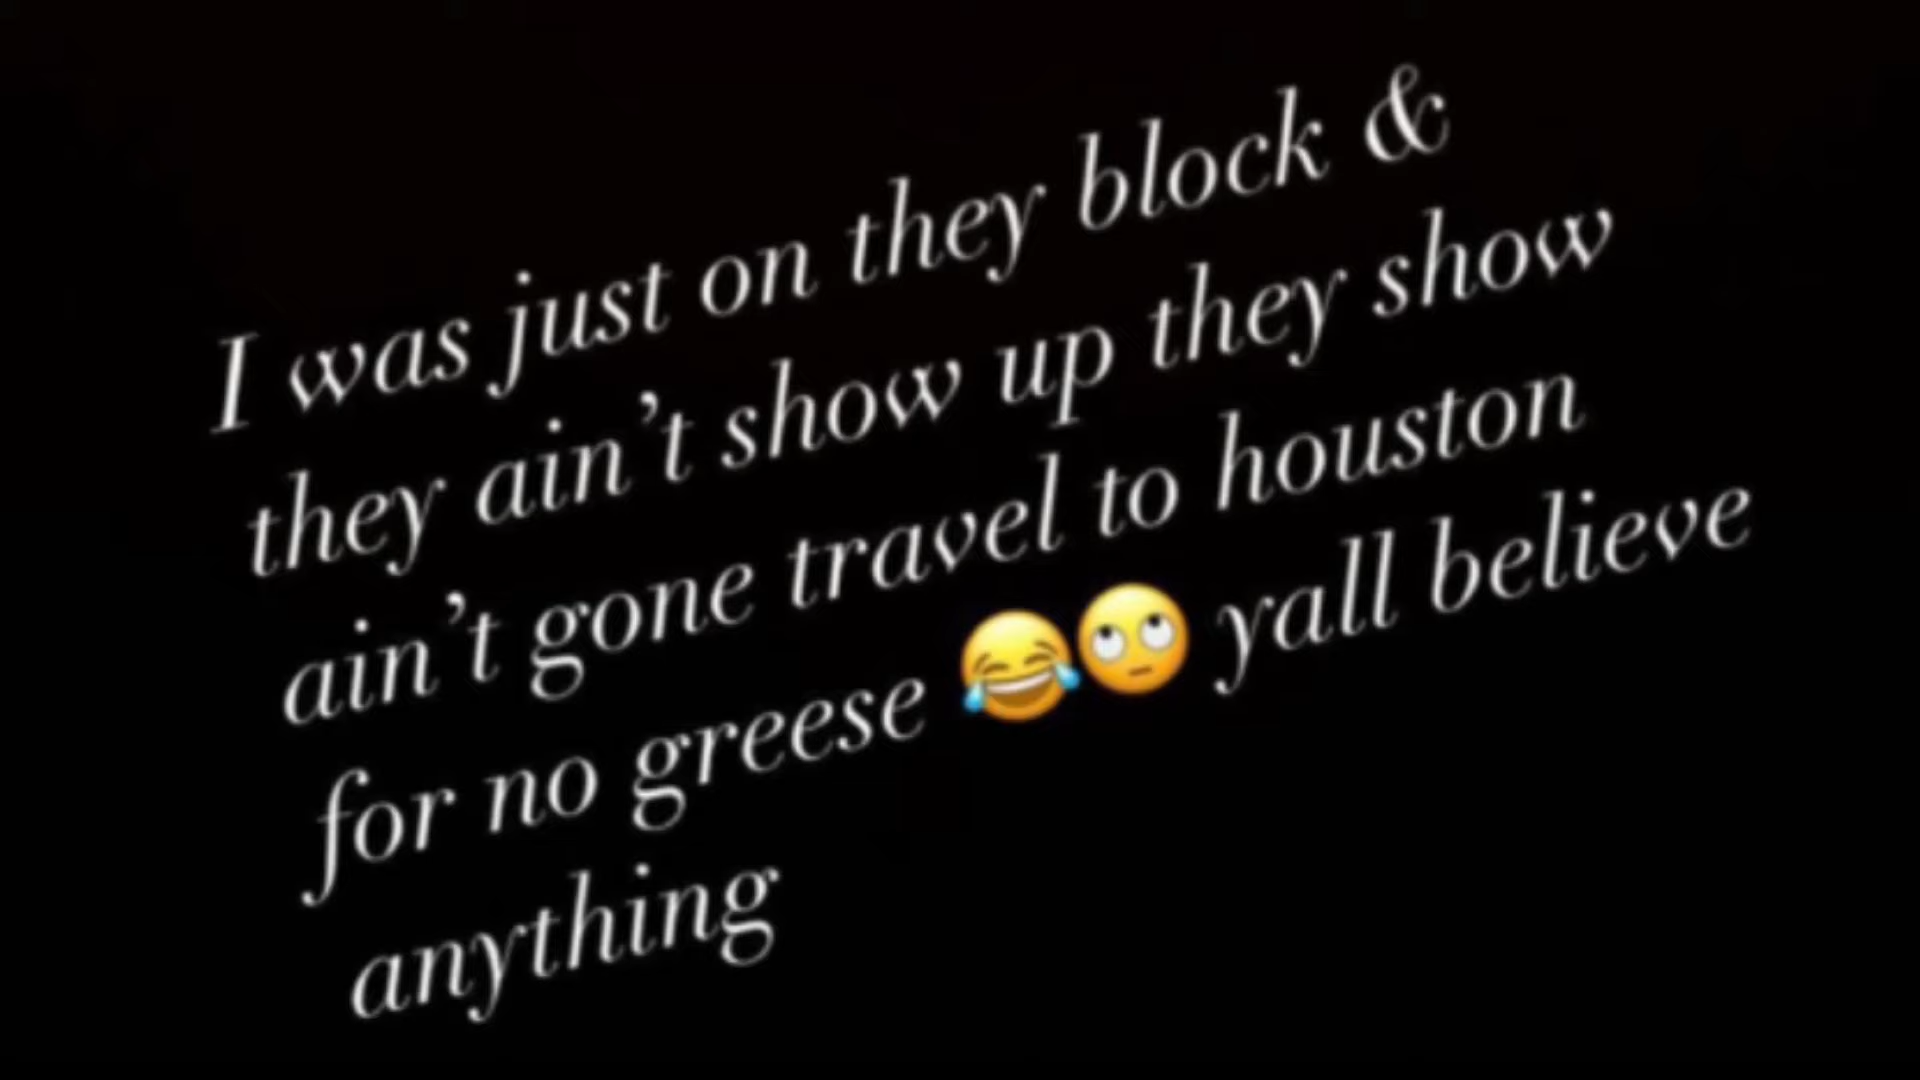 I was just on they block &
they ain’t show up they show
ain’t gone travel to houston
for no greese 😂🙄 yall believe
anything